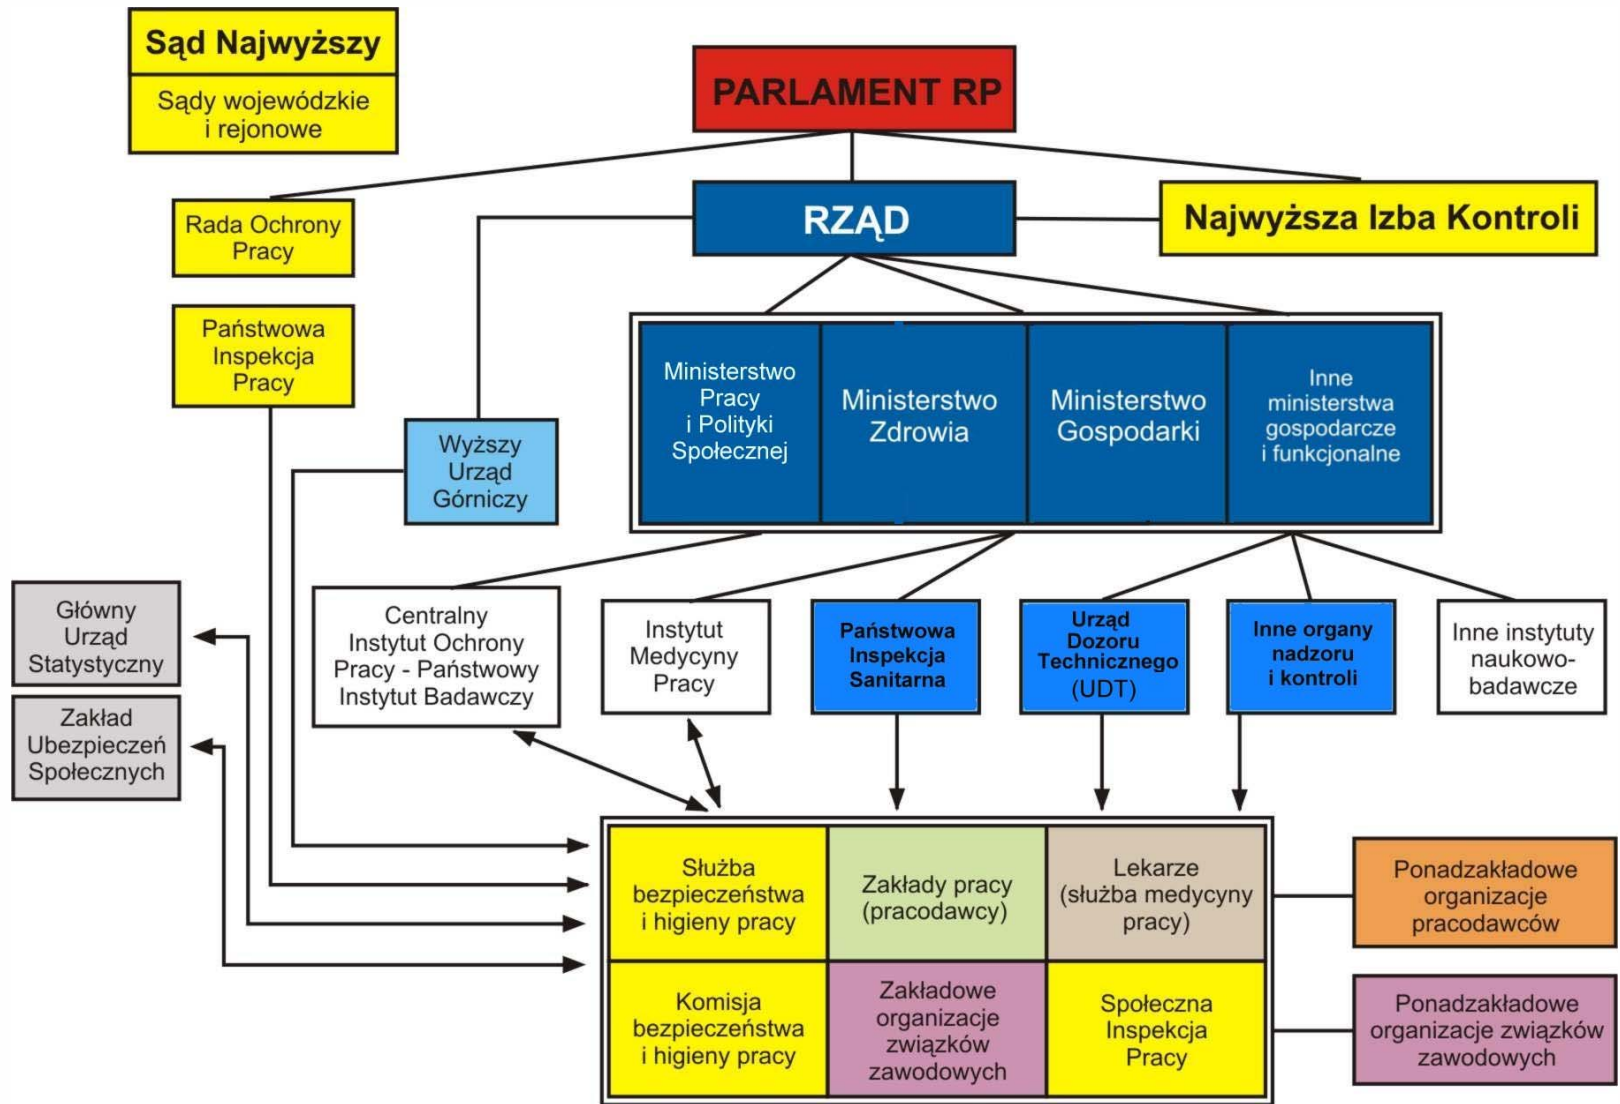 Sąd Najwyższy
Sądy wojewódzkie
i rejonowe
PARLAMENT RP
Rada Ochrony
Pracy
RZĄD
Najwyższa Izba Kontroli
Państwowa
Inspekcja
Pracy
Wyższy
Urząd
Górniczy
Ministerstwo
Pracy
i Polityki
Społecznej
Ministerstwo
Zdrowia
Ministerstwo
Gospodarki
Inne
ministerstwa
gospodarcze
i funkcjonalne
Główny
Urząd
Statystyczny
Zakład
Ubezpieczeń
Społecznych
Centralny
Instytut Ochrony
Pracy - Państwowy
Instytut Badawczy
Instytut
Medycyny
Pracy
Państwowa
Inspekcja
Sanitarna
Urząd
Dozoru
Technicznego
(UDT)
Inne organy
nadzoru
i kontroli
Inne instytuty
naukowo-
badawcze
Służba
bezpieczeństwa
i higieny pracy
Zakłady pracy
(pracodawcy)
Lekarze
(służba medycyny
pracy)
Ponadzakładowe
organizacje
pracodawców
Komisja
bezpieczeństwa
i higieny pracy
Zakładowe
organizacje
związków
zawodowych
Społeczna
Inspekcja
Pracy
Ponadzakładowe
organizacje związków
zawodowych